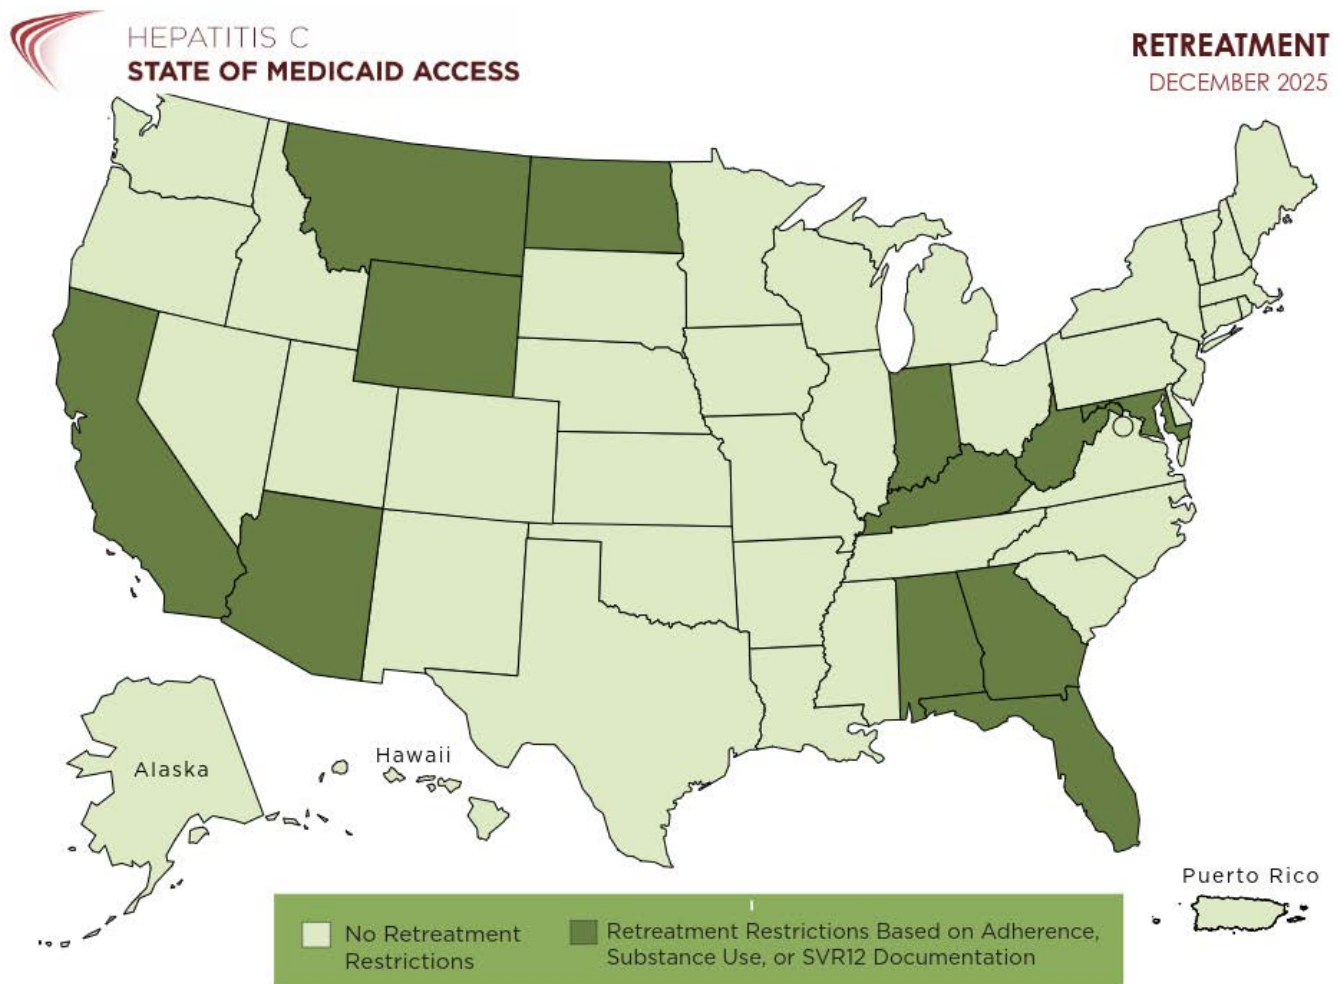 HEPATITIS C
STATE OF MEDICAID ACCESS
RETREATMENT
DECEMBER 2025
Alaska
Hawaii
Puerto Rico
No Retreatment
Restrictions
Retreatment Restrictions Based on Adherence,
Substance Use, or SVR12 Documentation